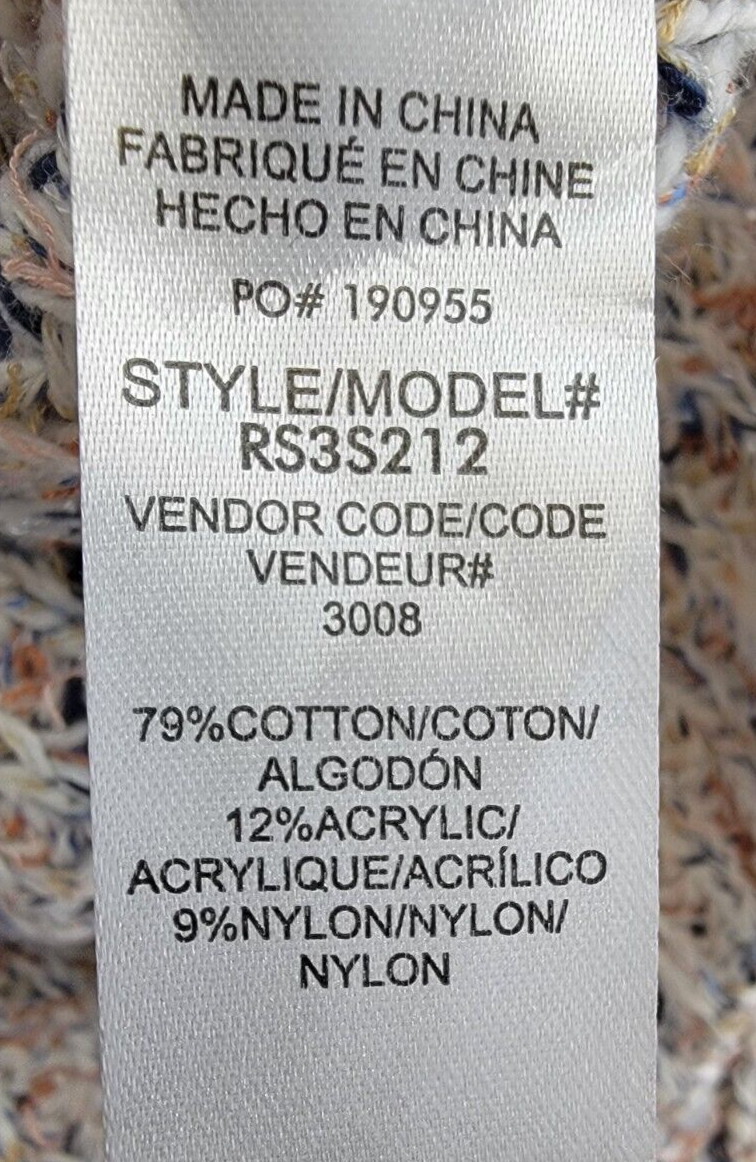 MADE IN CHINA
FABRIQUÉ EN CHINE
HECHO EN CHINA
PO# 190955
STYLE/MODEL#
RS3S212
VENDOR CODE/CODE
VENDEUR#
3008
79%COTTON/COTON/
ALGODÓN
12%ACRYLIC/
ACRYLIQUE/ACRÍLICO
9%NYLON/NYLON/
NYLON